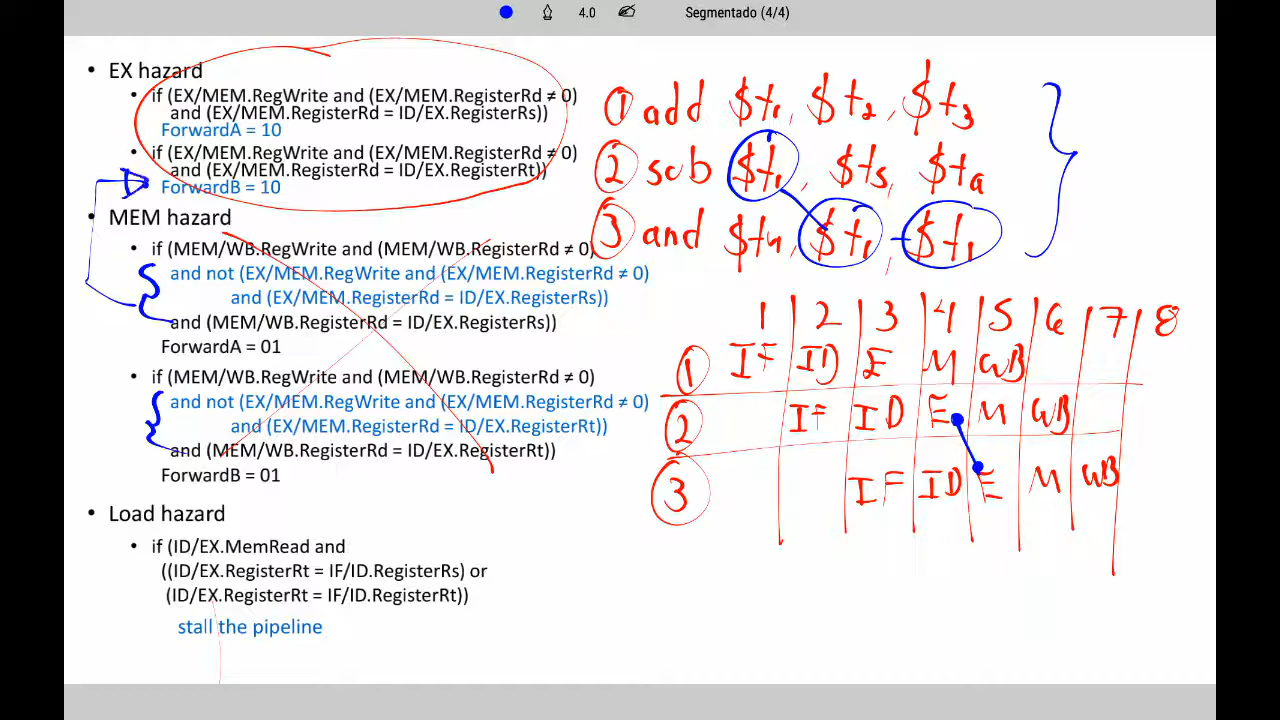 4.0
Segmentado (4/4)
• EX hazard
• if (EX/MEM.RegWrite and (EX/MEM.RegisterRd ≠ 0)
and (EX/MEM.RegisterRd = ID/EX.RegisterRs))
ForwardA = 10
• if (EX/MEM.RegWrite and (EX/MEM.RegisterRd ≠ 0)
and (EX/MEM.RegisterRd = ID/EX.RegisterRt))
ForwardB = 10
• MEM hazard
• if (MEM/WB.RegWrite and (MEM/WB.RegisterRd ≠ 0)
and not (EX/MEM.RegWrite and (EX/MEM.RegisterRd ≠ 0)
and (EX/MEM.RegisterRd = ID/EX.RegisterRs))
and (MEM/WB.RegisterRd = ID/EX.RegisterRs))
ForwardA = 01
• if (MEM/WB.RegWrite and (MEM/WB.RegisterRd ≠ 0)
and not (EX/MEM.RegWrite and (EX/MEM.RegisterRd ≠ 0)
and (EX/MEM.RegisterRd = ID/EX.RegisterRt))
and (MEM/WB.RegisterRd = ID/EX.RegisterRt))
ForwardB = 01
• Load hazard
• if (ID/EX.MemRead and
((ID/EX.RegisterRt = IF/ID.RegisterRs) or
(ID/EX.RegisterRt = IF/ID.RegisterRt))
stall the pipeline
1 add $t1, $t2, $t3
2 sub $t1, $t5, $ta
3 and $t4, $t1, $t1
1 2 3 4 5 6 7 8
1 IF ID E M WB
2 IF ID E M WB
3 IF ID E M WB